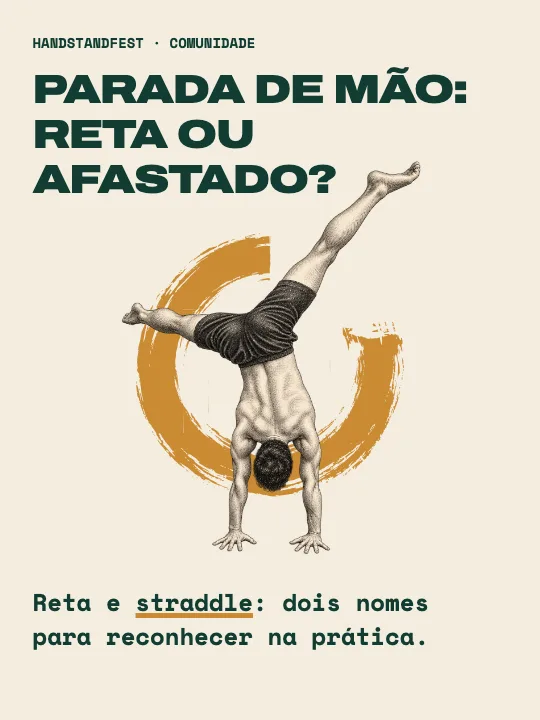 HANDSTANDFEST · COMUNIDADE
PARADA DE MÃO:
RETA OU
AFASTADO?
Reta e straddle: dois nomes
para reconhecer na prática.